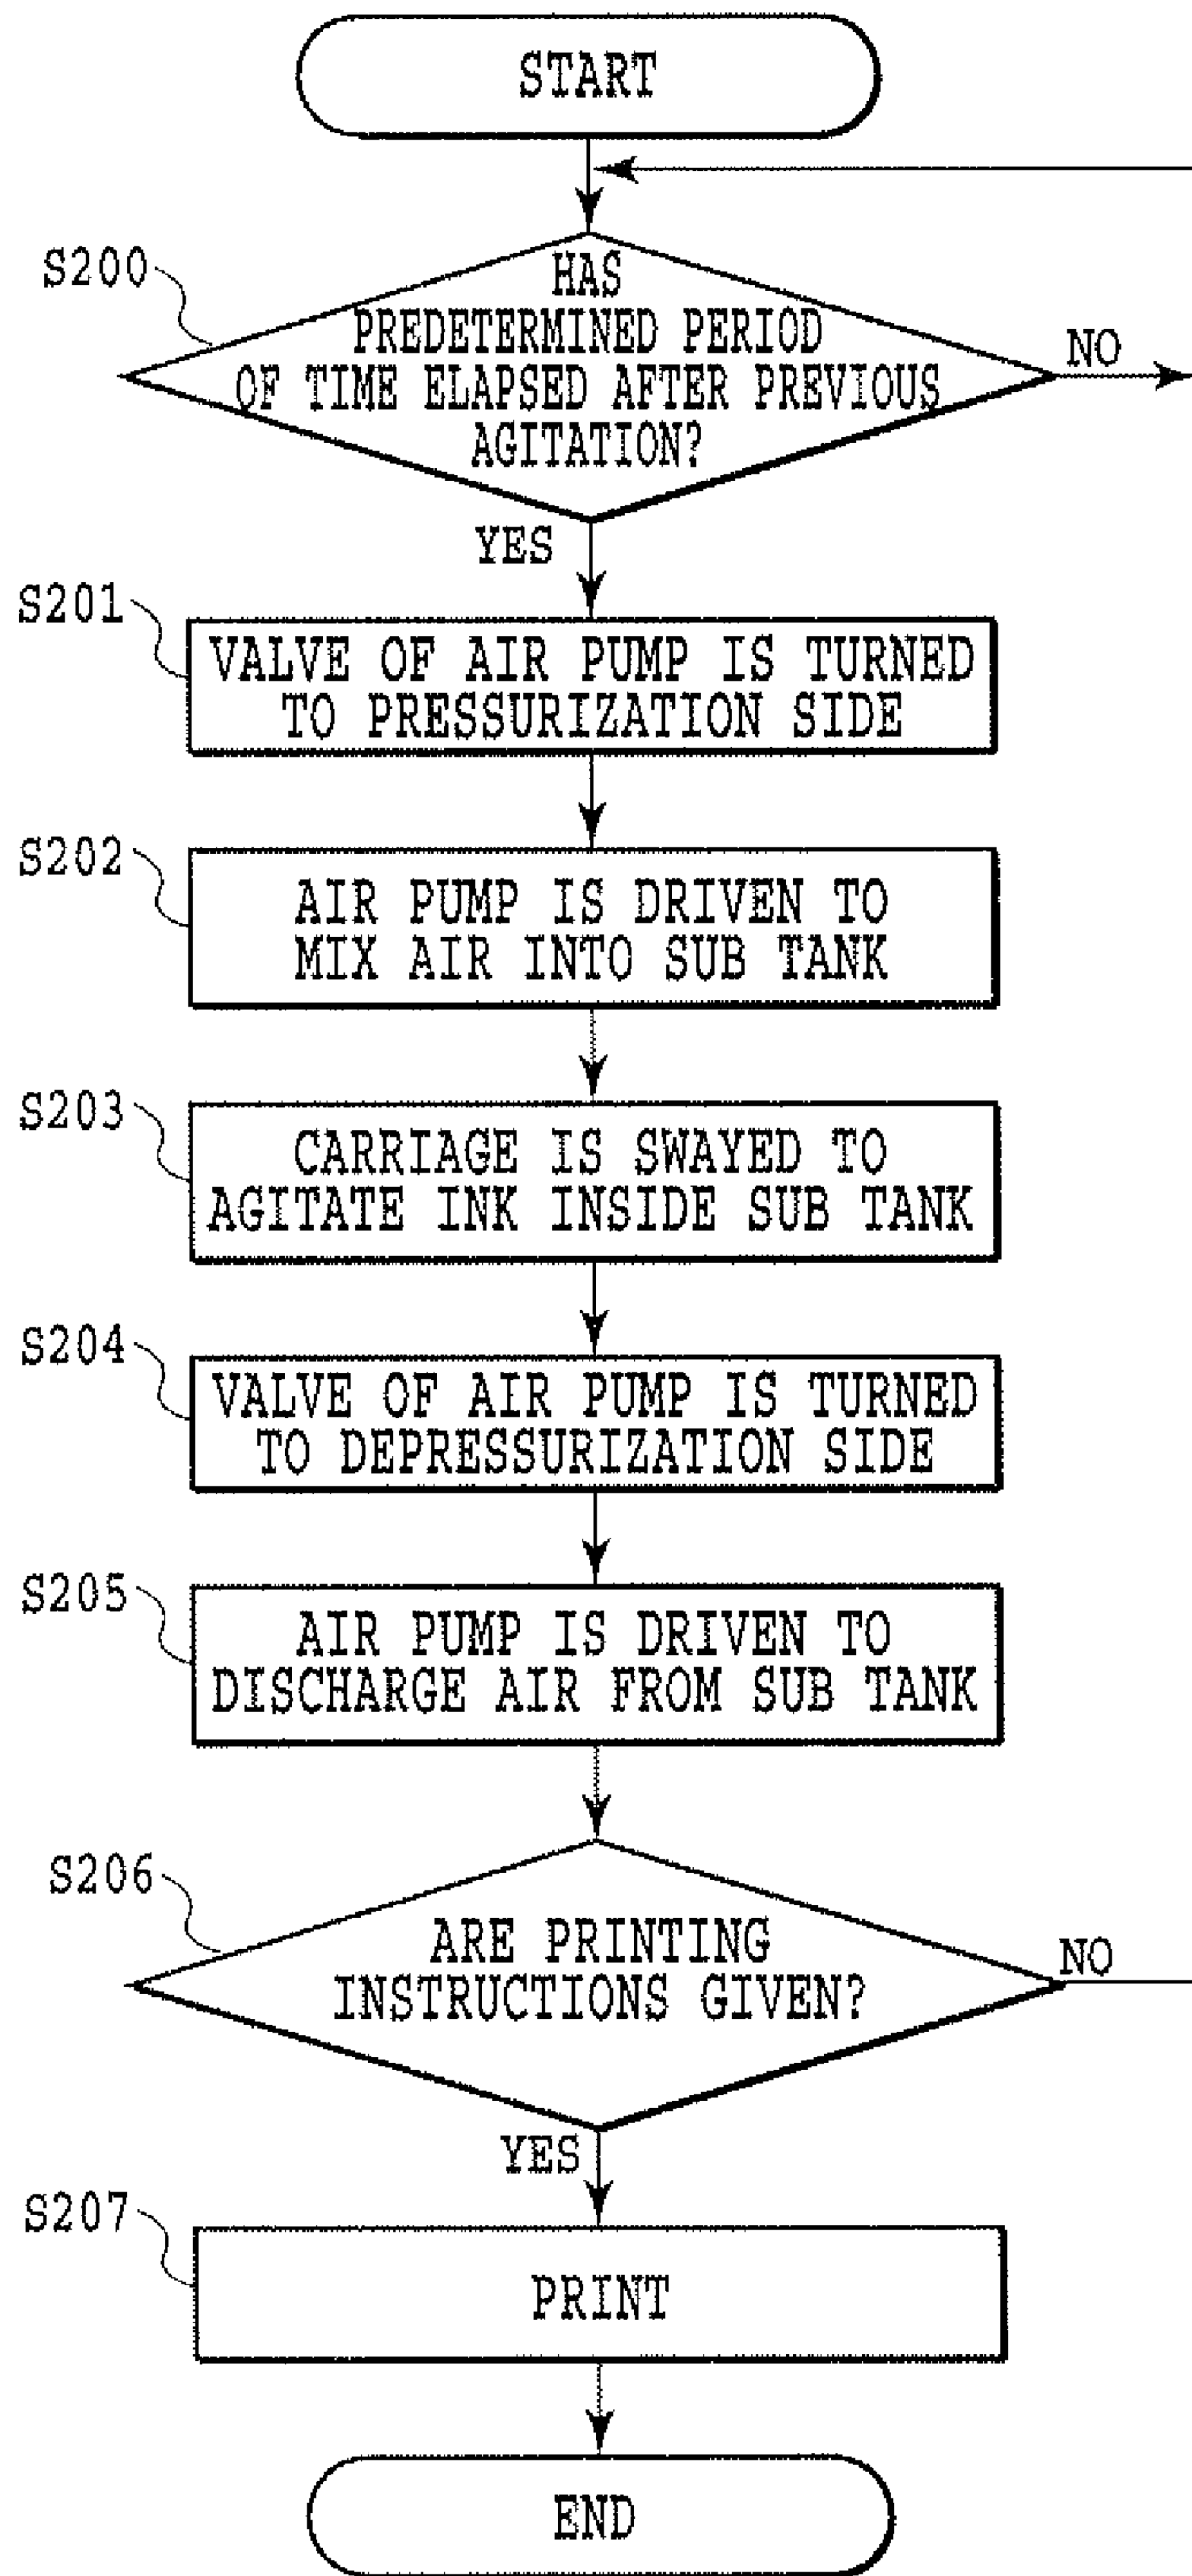 START
S200
HAS
PREDETERMINED PERIOD
OF TIME ELAPSED AFTER PREVIOUS
AGITATION?
NO
YES
S201
VALVE OF AIR PUMP IS TURNED
TO PRESSURIZATION SIDE
S202
AIR PUMP IS DRIVEN TO
MIX AIR INTO SUB TANK
S203
CARRIAGE IS SWAYED TO
AGITATE INK INSIDE SUB TANK
S204
VALVE OF AIR PUMP IS TURNED
TO DEPRESSURIZATION SIDE
S205
AIR PUMP IS DRIVEN TO
DISCHARGE AIR FROM SUB TANK
S206
ARE PRINTING
INSTRUCTIONS GIVEN?
NO
YES
S207
PRINT
END